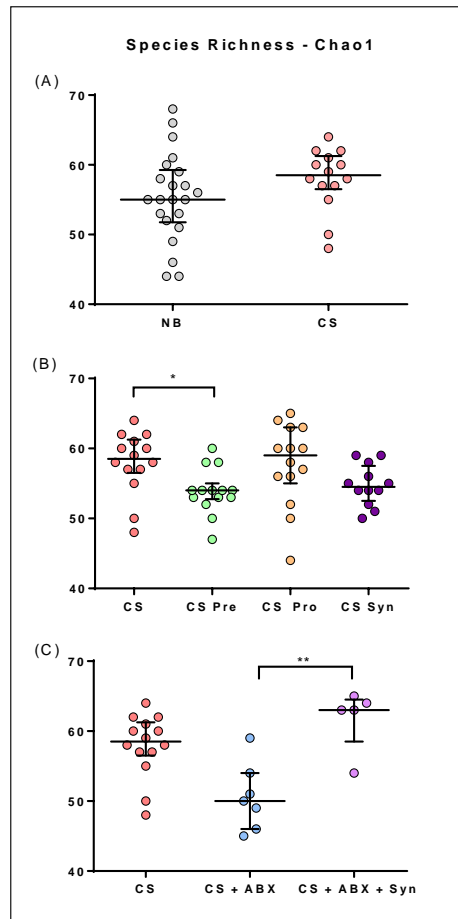 Species Richness - Chao1
(A)
70
60
50
40
NB CS
(B)
*
70
60
50
40
CS CS Pre CS Pro CS Syn
(C)
**
70
60
50
40
CS CS + ABX CS + ABX + Syn